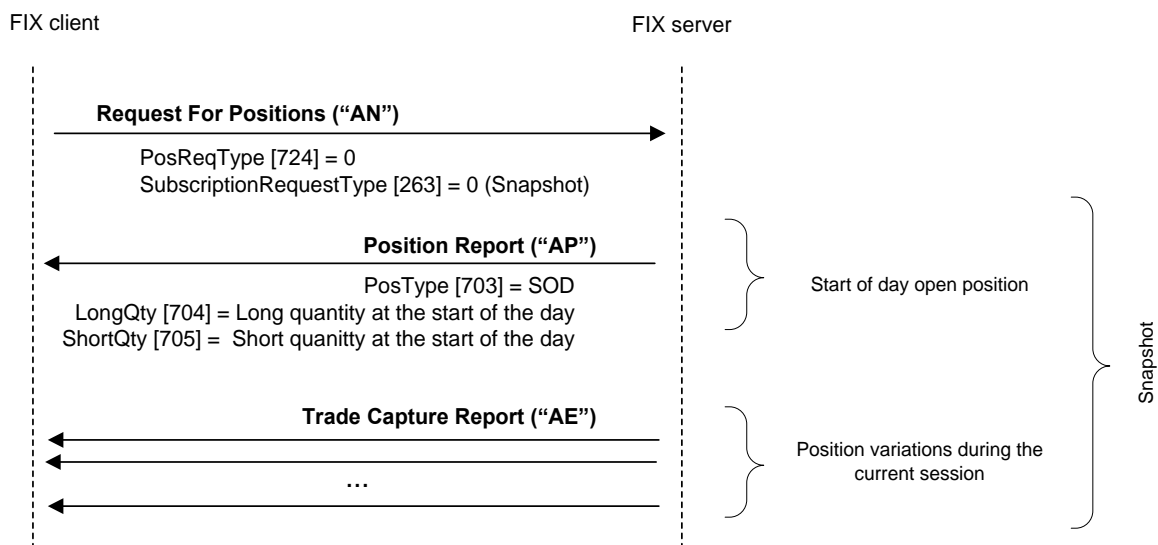 FIX client
FIX server
Request For Positions (“AN”)
PosReqType [724] = 0
SubscriptionRequestType [263] = 0 (Snapshot)
Position Report (“AP”)
PosType [703] = SOD
LongQty [704] = Long quantity at the start of the day
ShortQty [705] = Short quanitty at the start of the day
Start of day open position
Trade Capture Report (“AE”)
...
Position variations during the
current session
Snapshot